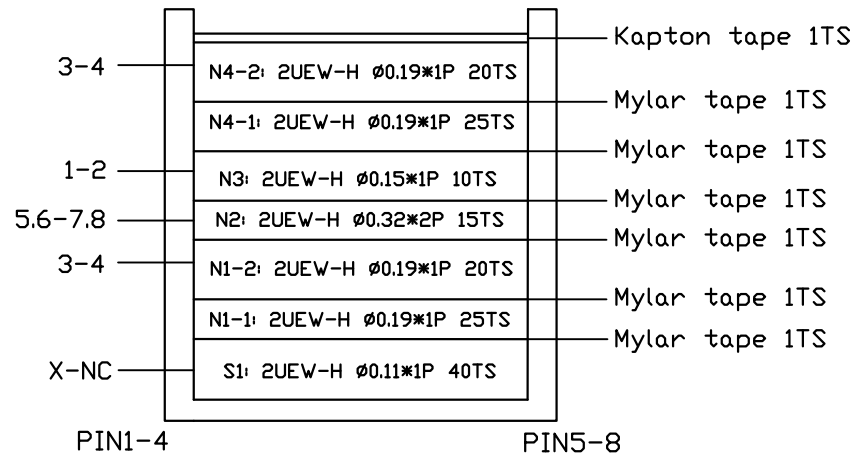 Kapton tape 1TS
3-4
N4-2: 2UEW-H Ø0.19*1P 20TS
Mylar tape 1TS
N4-1: 2UEW-H Ø0.19*1P 25TS
Mylar tape 1TS
1-2
N3: 2UEW-H Ø0.15*1P 10TS
Mylar tape 1TS
5.6-7.8
N2: 2UEW-H Ø0.32*2P 15TS
Mylar tape 1TS
3-4
N1-2: 2UEW-H Ø0.19*1P 20TS
Mylar tape 1TS
N1-1: 2UEW-H Ø0.19*1P 25TS
Mylar tape 1TS
X-NC
S1: 2UEW-H Ø0.11*1P 40TS
PIN1-4
PIN5-8